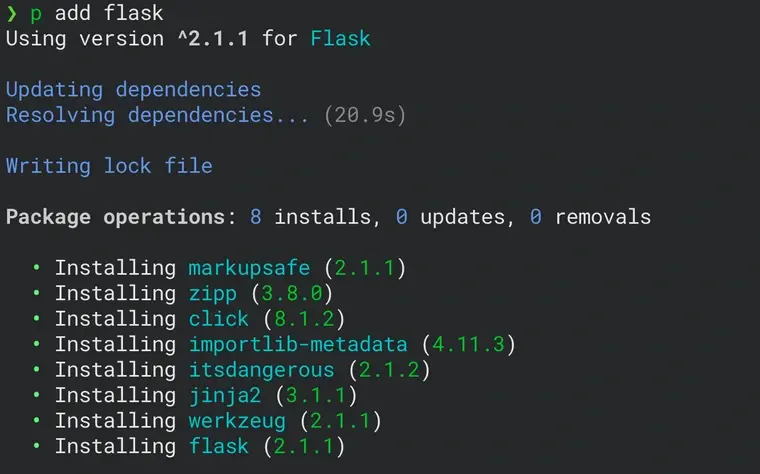 ❯ p add flask
Using version ^2.1.1 for Flask
Updating dependencies
Resolving dependencies... (20.9s)
Writing lock file
Package operations: 8 installs, 0 updates, 0 removals
• Installing markupsafe (2.1.1)
• Installing zipp (3.8.0)
• Installing click (8.1.2)
• Installing importlib-metadata (4.11.3)
• Installing itsdangerous (2.1.2)
• Installing jinja2 (3.1.1)
• Installing werkzeug (2.1.1)
• Installing flask (2.1.1)